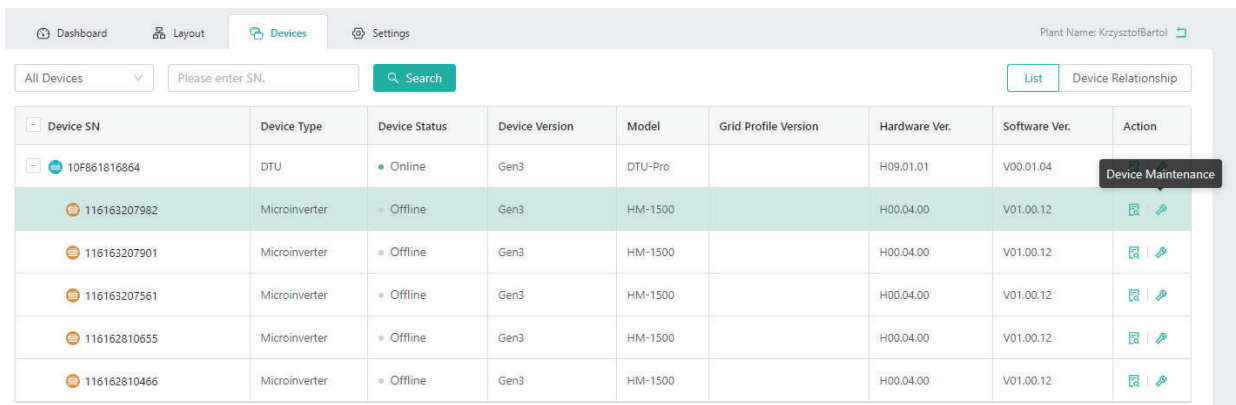 Dashboard Layout Devices Settings Plant Name: KrzysztofBartol
All Devices Please enter SN. Search List Device Relationship
Device SN Device Type Device Status Device Version Model Grid Profile Version Hardware Ver. Software Ver. Action
10F861816864 DTU Online Gen3 DTU-Pro H09.01.01 V00.01.04
Device Maintenance
116163207982 Microinverter Offline Gen3 HM-1500 H00.04.00 V01.00.12
116163207901 Microinverter Offline Gen3 HM-1500 H00.04.00 V01.00.12
116163207561 Microinverter Offline Gen3 HM-1500 H00.04.00 V01.00.12
116162810655 Microinverter Offline Gen3 HM-1500 H00.04.00 V01.00.12
116162810466 Microinverter Offline Gen3 HM-1500 H00.04.00 V01.00.12